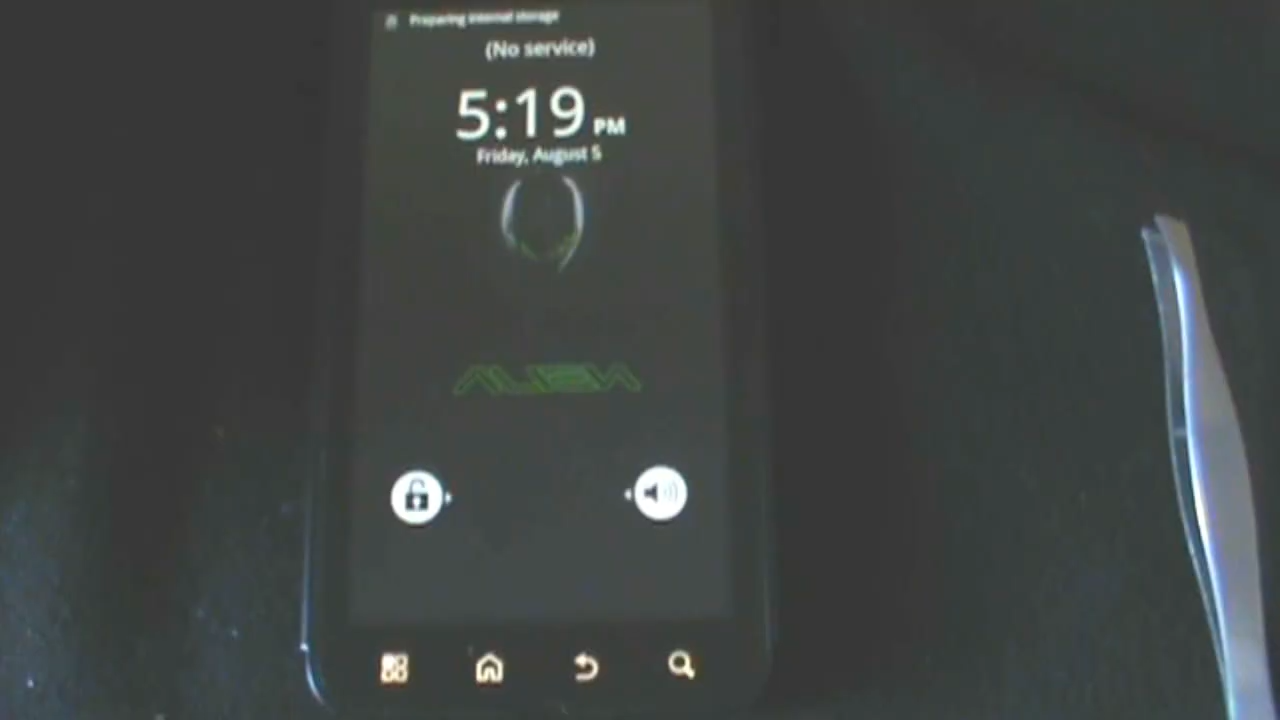 Preparing internal storage
(No service)
5:19 PM
Friday, August 5
ALIEN